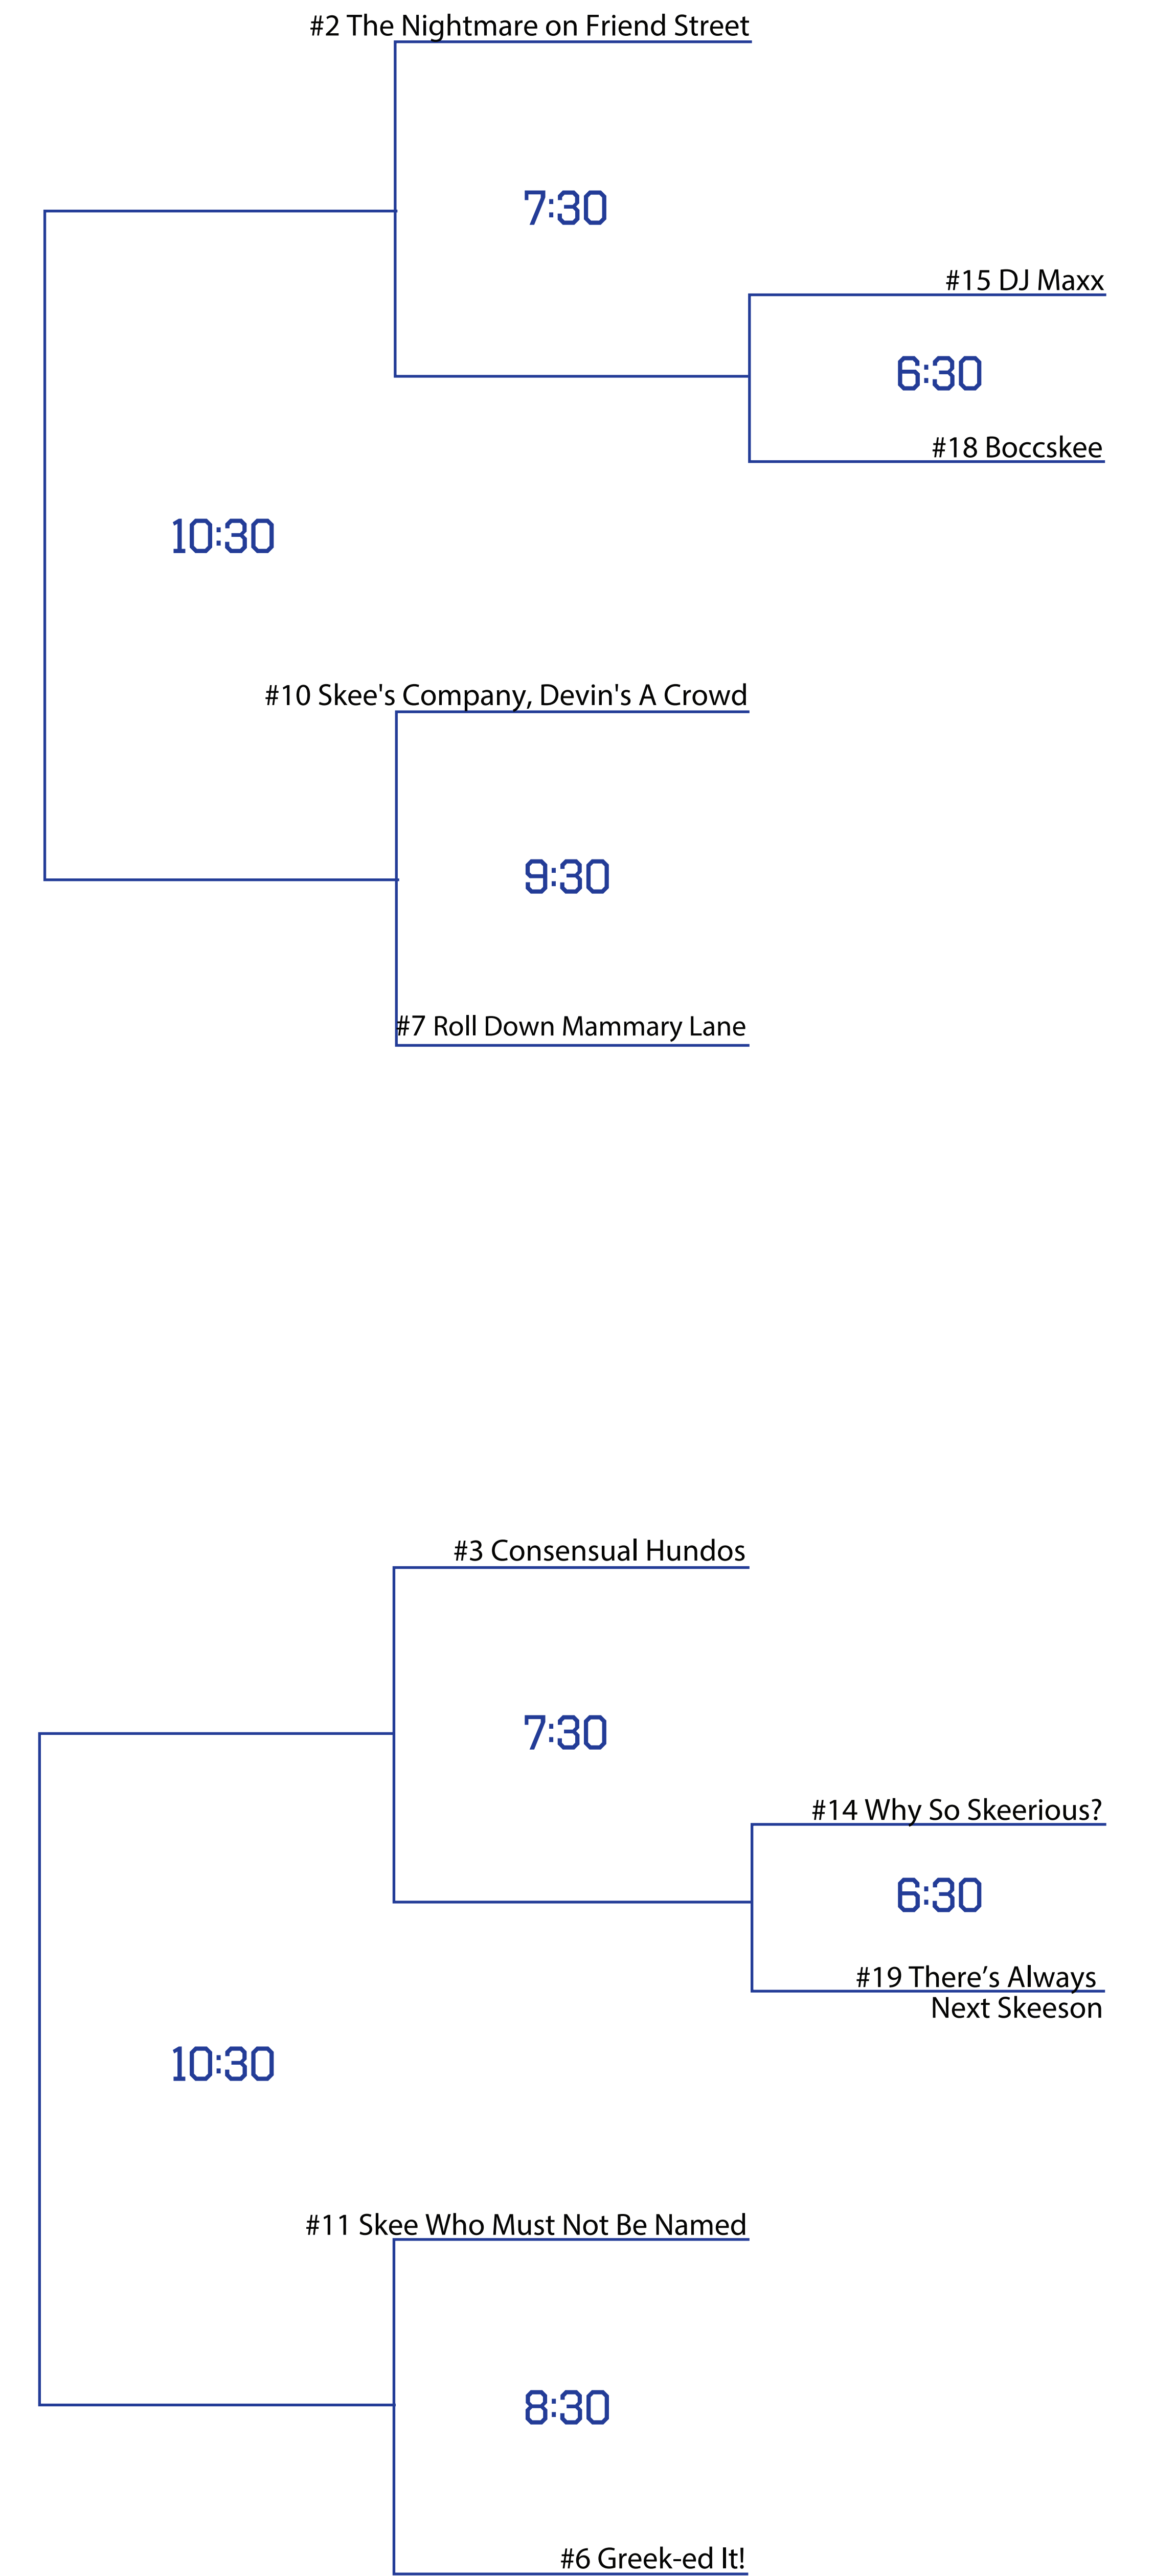 #2 The Nightmare on Friend Street
7:30
#15 DJ Maxx
6:30
#18 Boccskee
10:30
#10 Skee's Company, Devin's A Crowd
9:30
#7 Roll Down Mammary Lane
#3 Consensual Hundos
7:30
#14 Why So Skeerious?
6:30
#19 There’s Always
Next Skeeson
10:30
#11 Skee Who Must Not Be Named
8:30
#6 Greek-ed It!